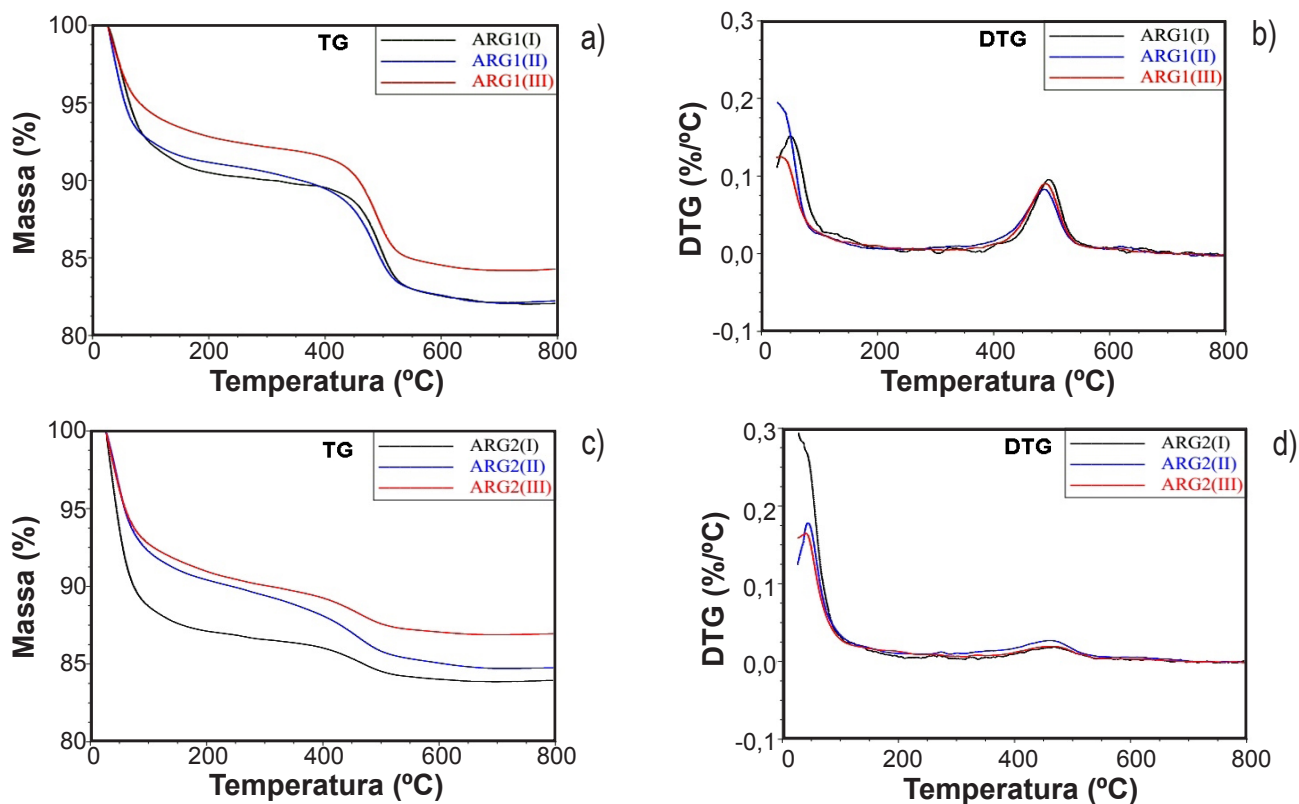 TG
ARG1(I)
ARG1(II)
ARG1(III)
a)
100
95
90
85
80
Massa (%)
0
200
400
600
800
Temperatura (ºC)
DTG
ARG1(I)
ARG1(II)
ARG1(III)
b)
0,3
0,2
0,1
0,0
-0,1
DTG (%/ºC)
0
200
400
600
800
Temperatura (ºC)
TG
ARG2(I)
ARG2(II)
ARG2(III)
c)
100
95
90
85
80
Massa (%)
0
200
400
600
800
Temperatura (ºC)
DTG
ARG2(I)
ARG2(II)
ARG2(III)
d)
0,3
0,2
0,1
0,0
-0,1
DTG (%/ºC)
0
200
400
600
800
Temperatura (ºC)